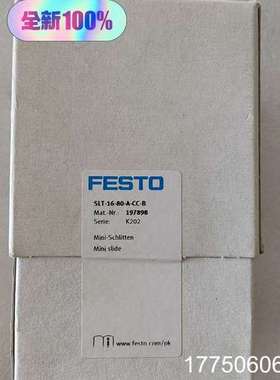 全新100%
FESTO
SLT-16-80-A-CC-B
Mat.-Nr. 197898
Serie: K202
Mini-Schlitten
Mini slide
www.festo.com/pk
17750606